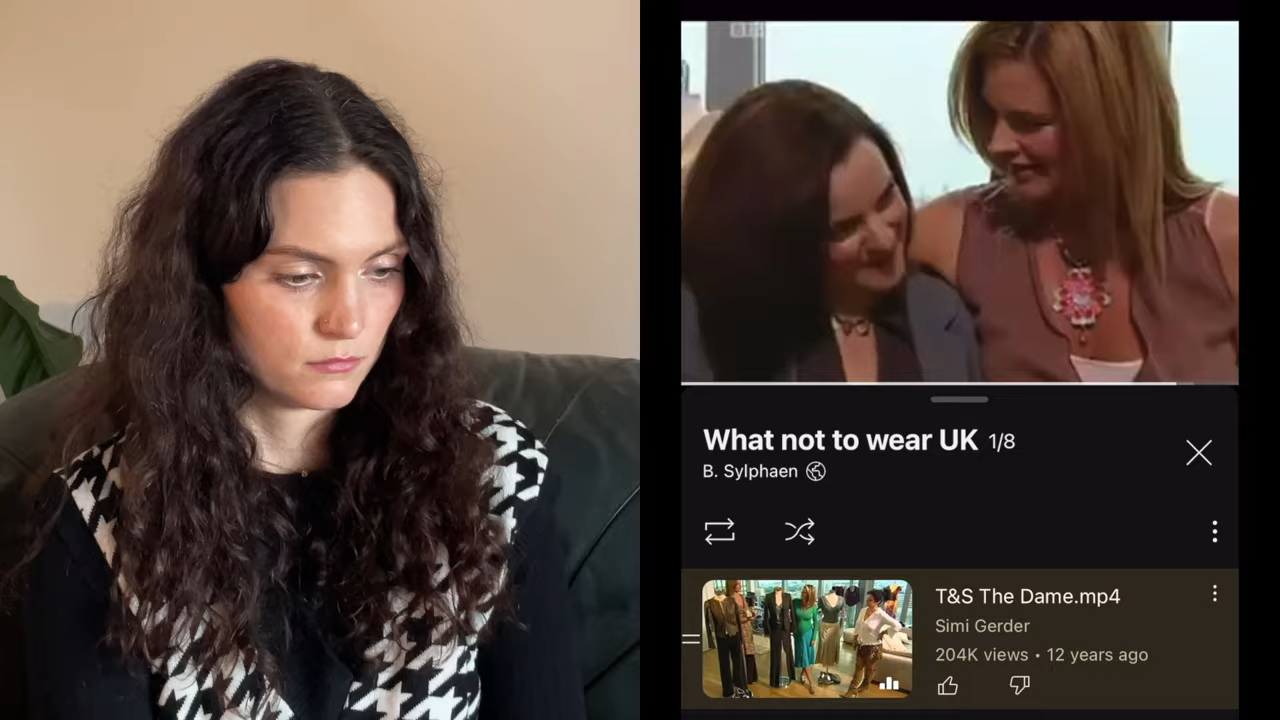 What not to wear UK 1/8
B. Sylphaen
T&S The Dame.mp4
Simi Gerder
204K views • 12 years ago